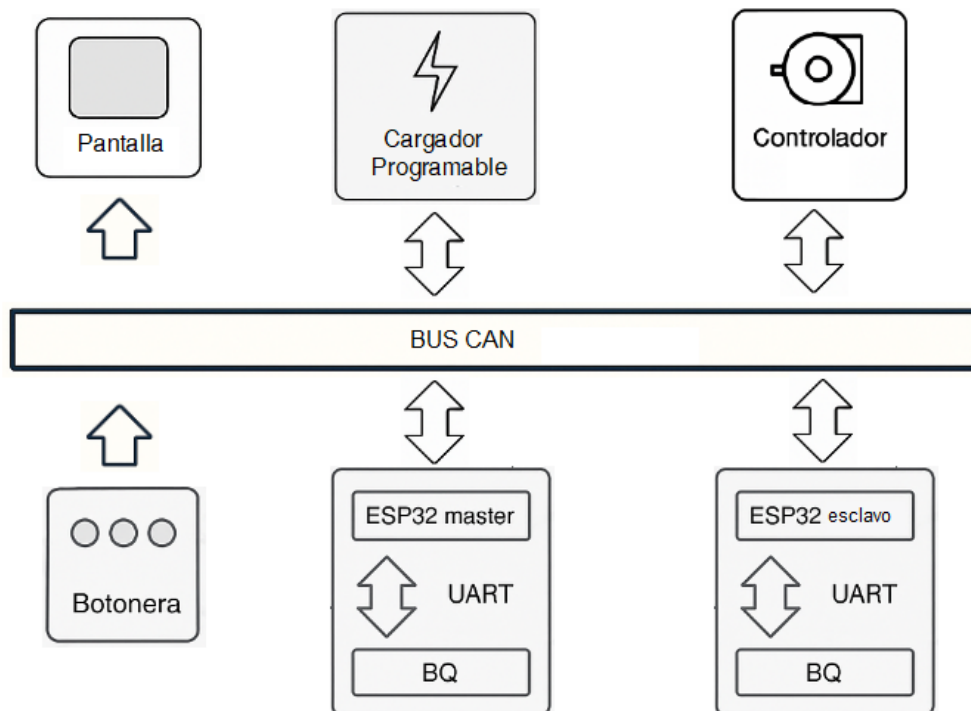 Pantalla
Cargador
Programable
Controlador
BUS CAN
Botonera
ESP32 master
UART
BQ
ESP32 esclavo
UART
BQ